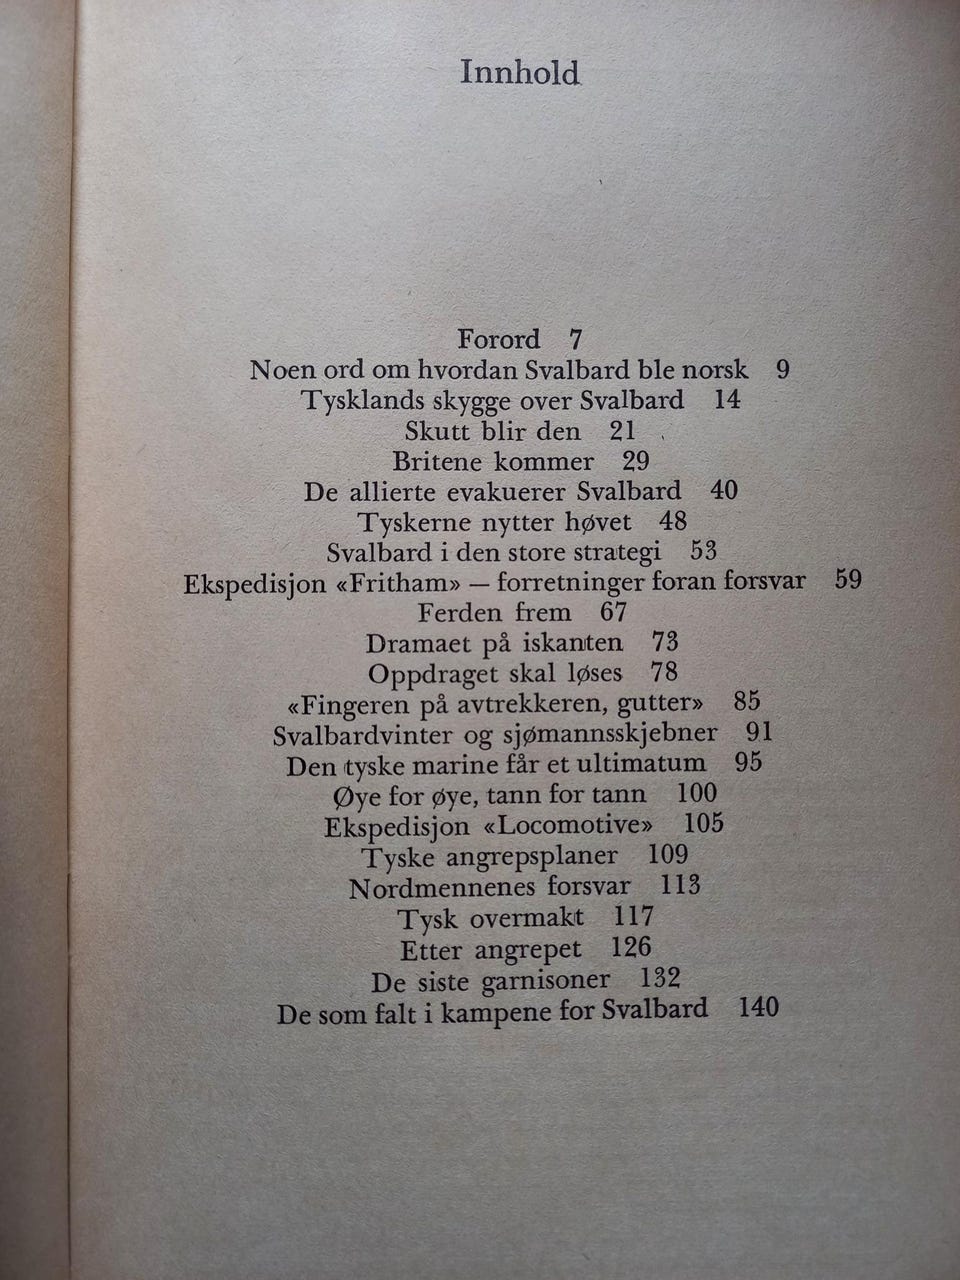 Innhold
Forord 7
Noen ord om hvordan Svalbard ble norsk 9
Tysklands skygge over Svalbard 14
Skutt blir den 21
Britene kommer 29
De allierte evakuerer Svalbard 40
Tyskerne nytter høvet 48
Svalbard i den store strategi 53
Ekspedisjon «Fritham» — forretninger foran forsvar 59
Ferden frem 67
Dramaet på iskanten 73
Oppdraget skal løses 78
«Fingeren på avtrekkeren, gutter» 85
Svalbardvinter og sjømannsskjebner 91
Den tyske marine får et ultimatum 95
Øye for øye, tann for tann 100
Ekspedisjon «Locomotive» 105
Tyske angrepsplaner 109
Nordmennenes forsvar 113
Tysk overmakt 117
Etter angrepet 126
De siste garnisoner 132
De som falt i kampene for Svalbard 140